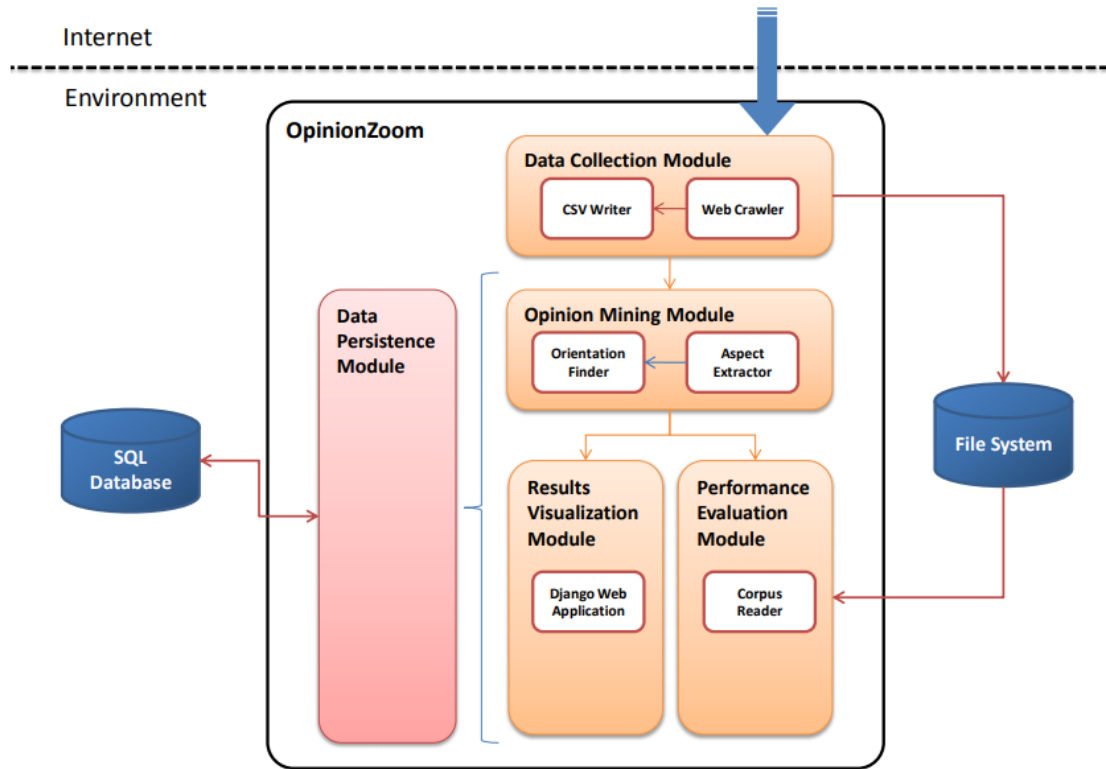 Internet
Environment
OpinionZoom
Data Collection Module
CSV Writer
Web Crawler
Data
Persistence
Module
Opinion Mining Module
Orientation
Finder
Aspect
Extractor
SQL
Database
File System
Results
Visualization
Module
Performance
Evaluation
Module
Django Web
Application
Corpus
Reader